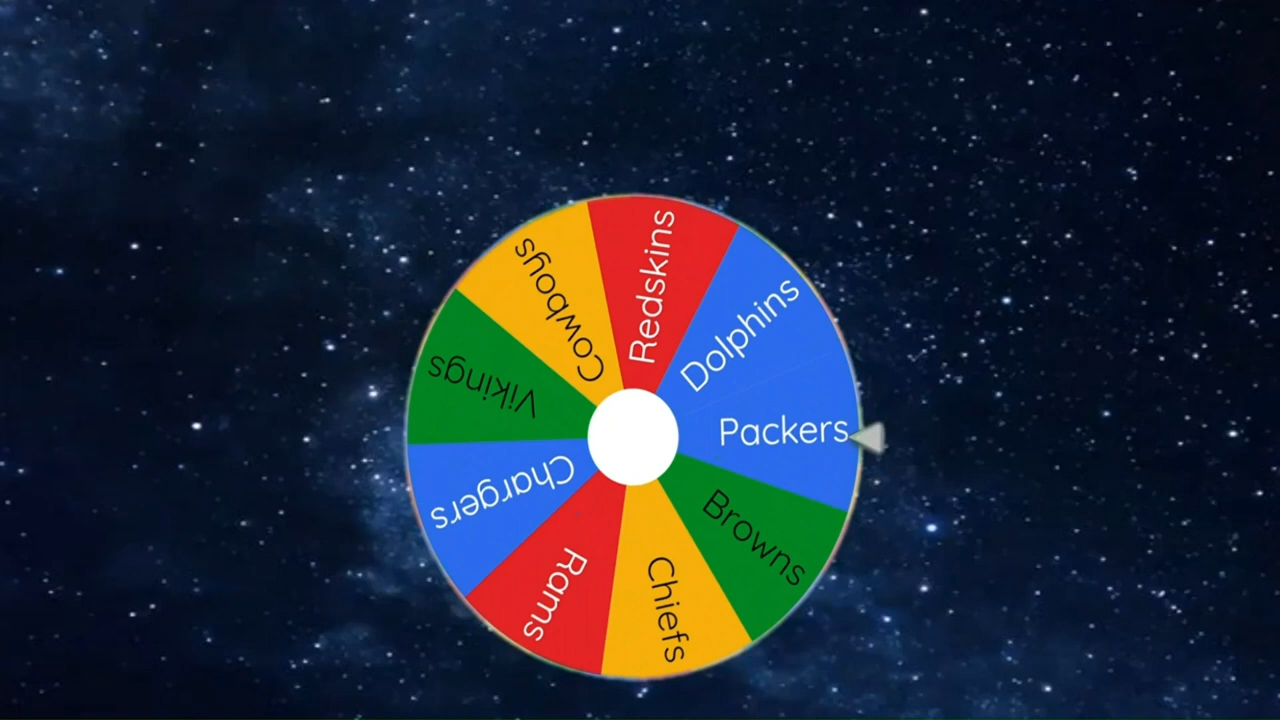 Redskins
Dolphins
Packers
Browns
Chiefs
Rams
Chargers
Vikings
Cowboys